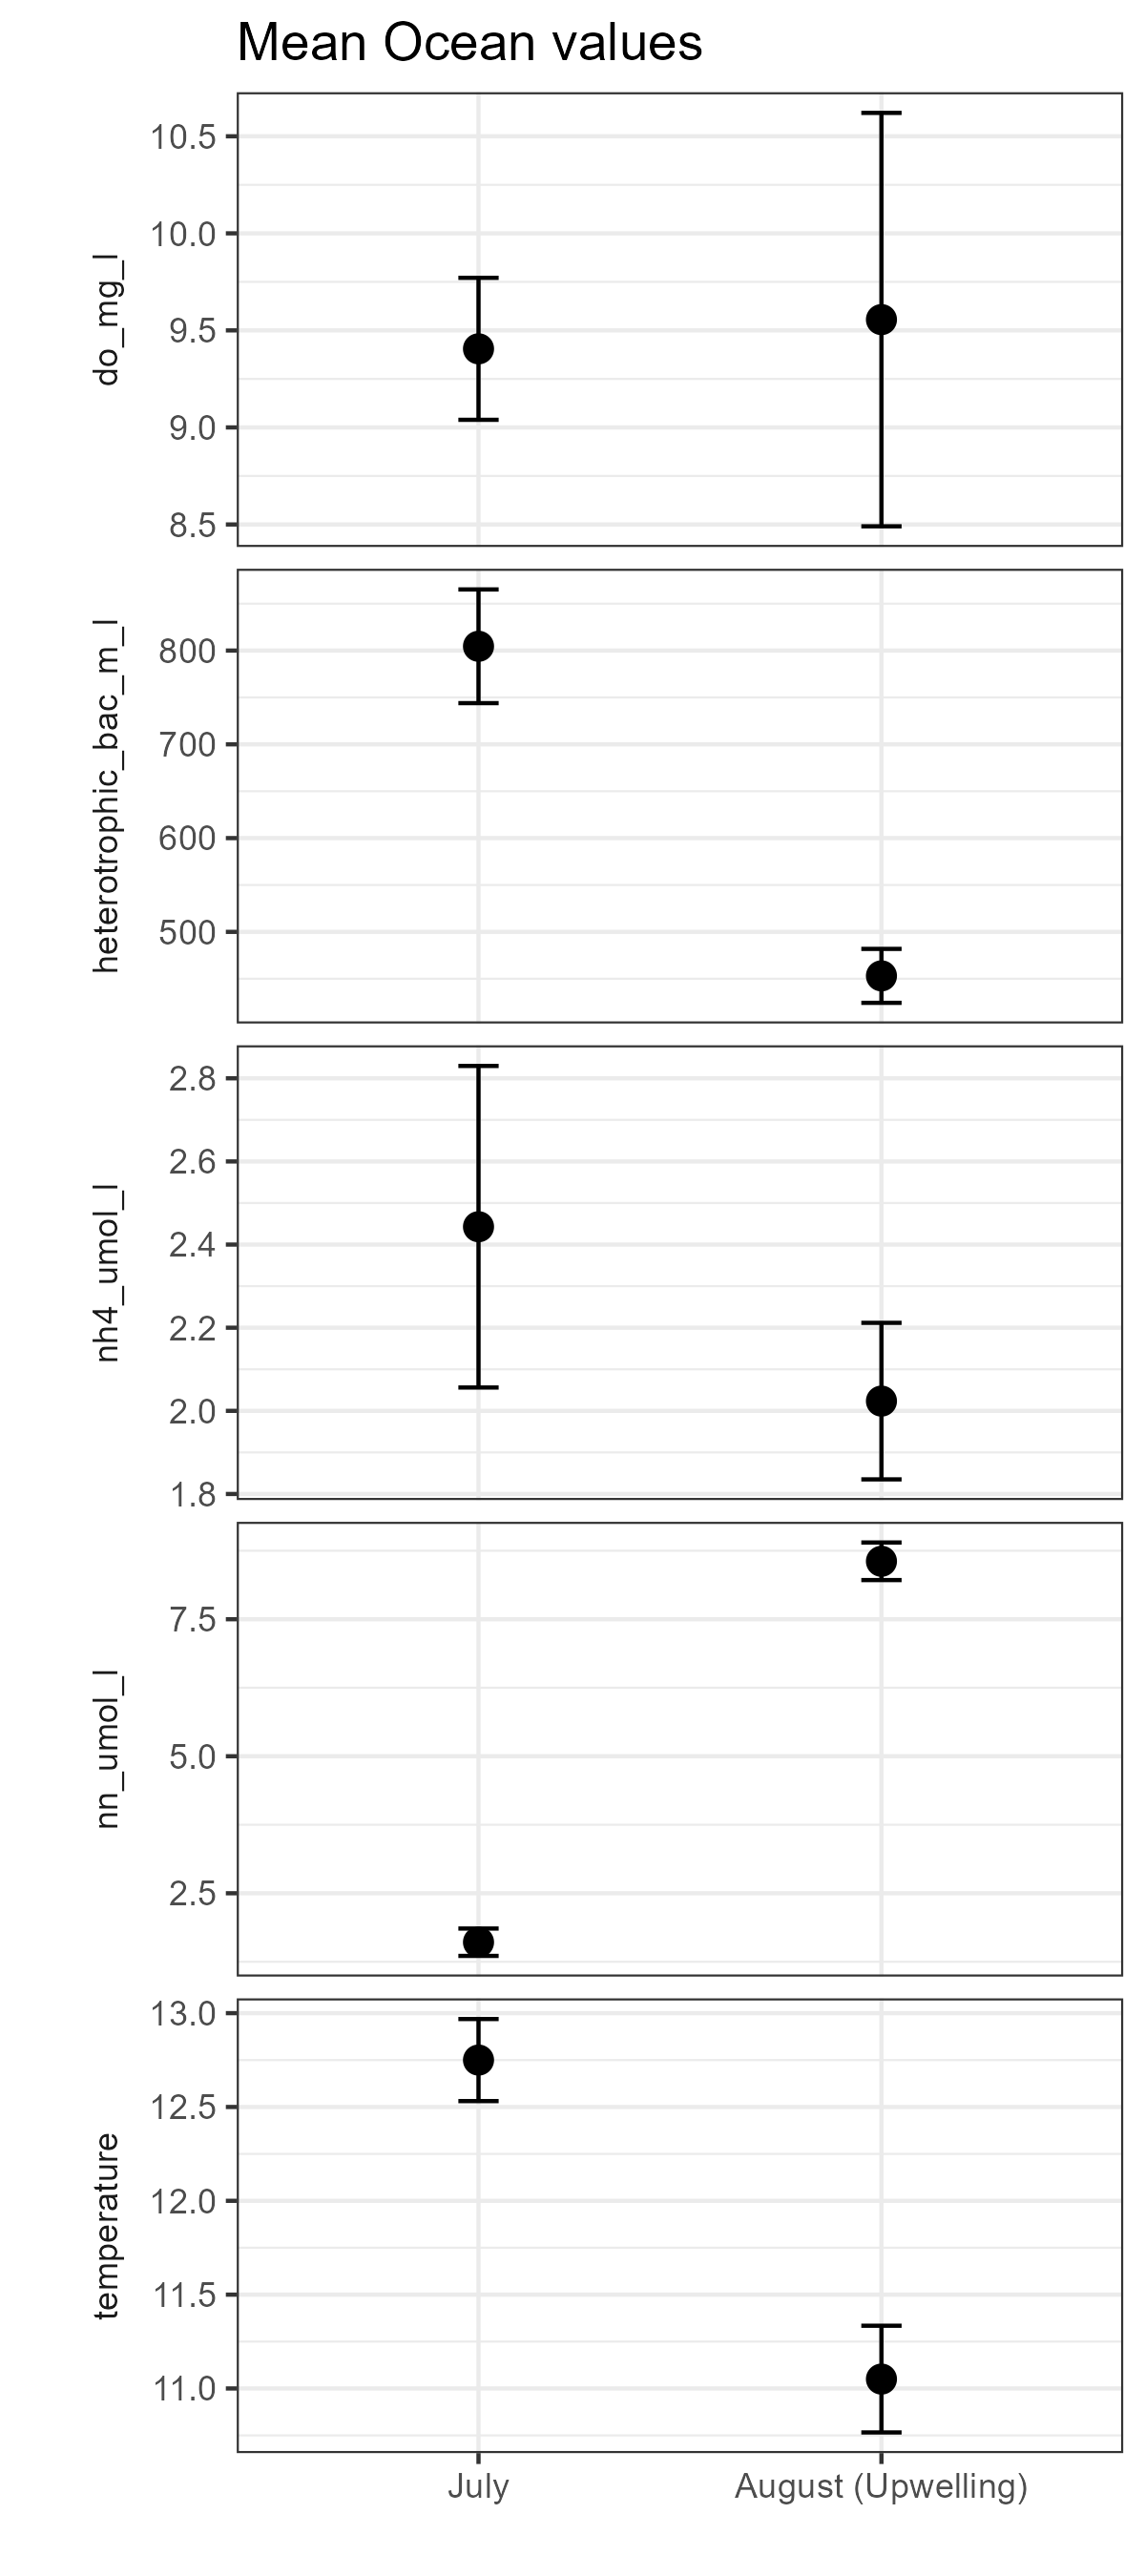 Mean Ocean values
do_mg_l
10.5
10.0
9.5
9.0
8.5
heterotrophic_bac_m_l
800
700
600
500
nh4_umol_l
2.8
2.6
2.4
2.2
2.0
1.8
nn_umol_l
7.5
5.0
2.5
temperature
13.0
12.5
12.0
11.5
11.0
July
August (Upwelling)